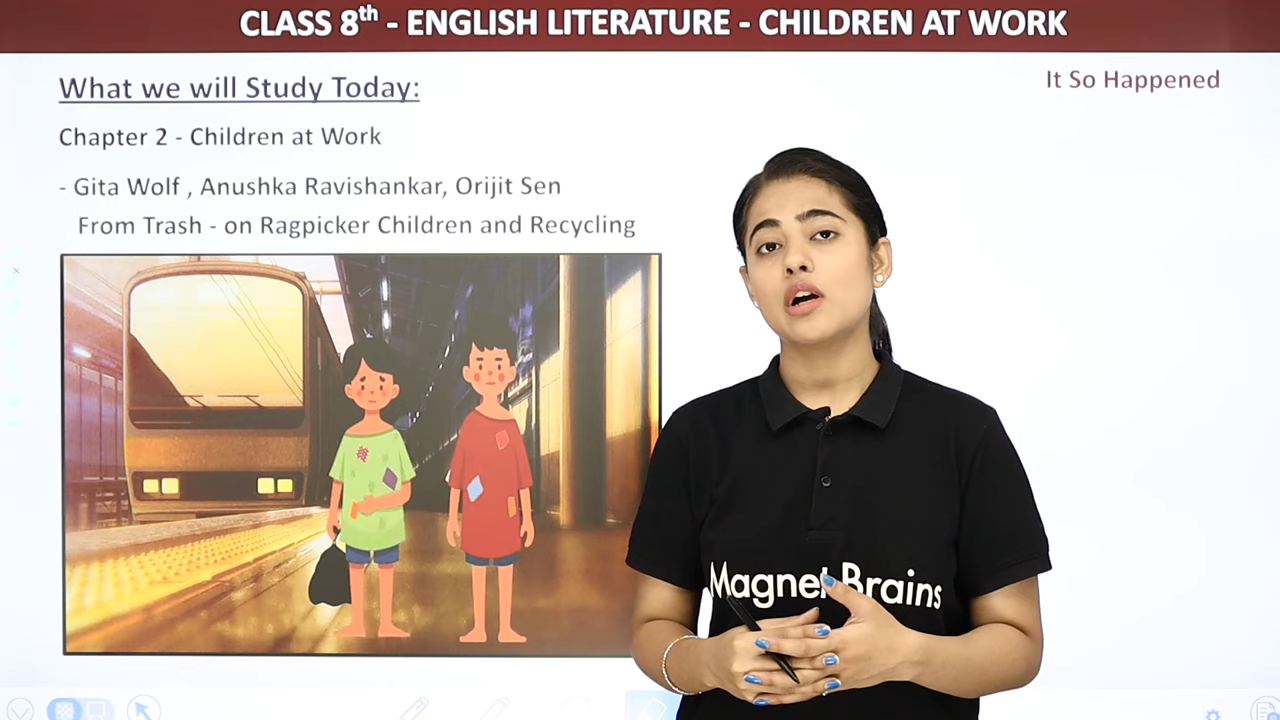 CLASS 8th - ENGLISH LITERATURE - CHILDREN AT WORK
What we will Study Today:
It So Happened
Chapter 2 - Children at Work
- Gita Wolf , Anushka Ravishankar, Orijit Sen
From Trash - on Ragpicker Children and Recycling
Magnet Brains